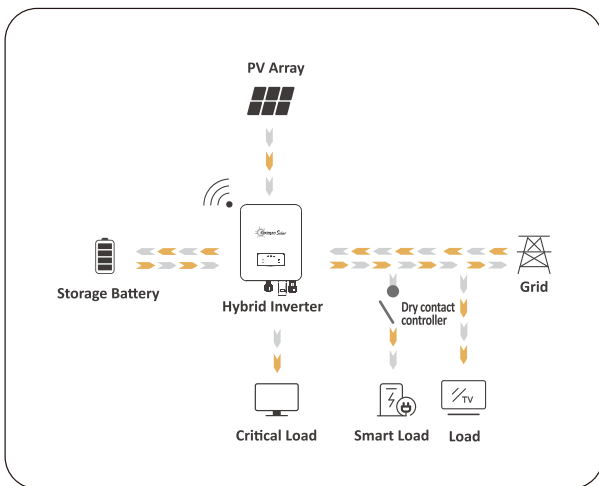 PV Array
Storage Battery
Hybrid Inverter
Dry contact
controller
Grid
TV
Critical Load
Smart Load
Load